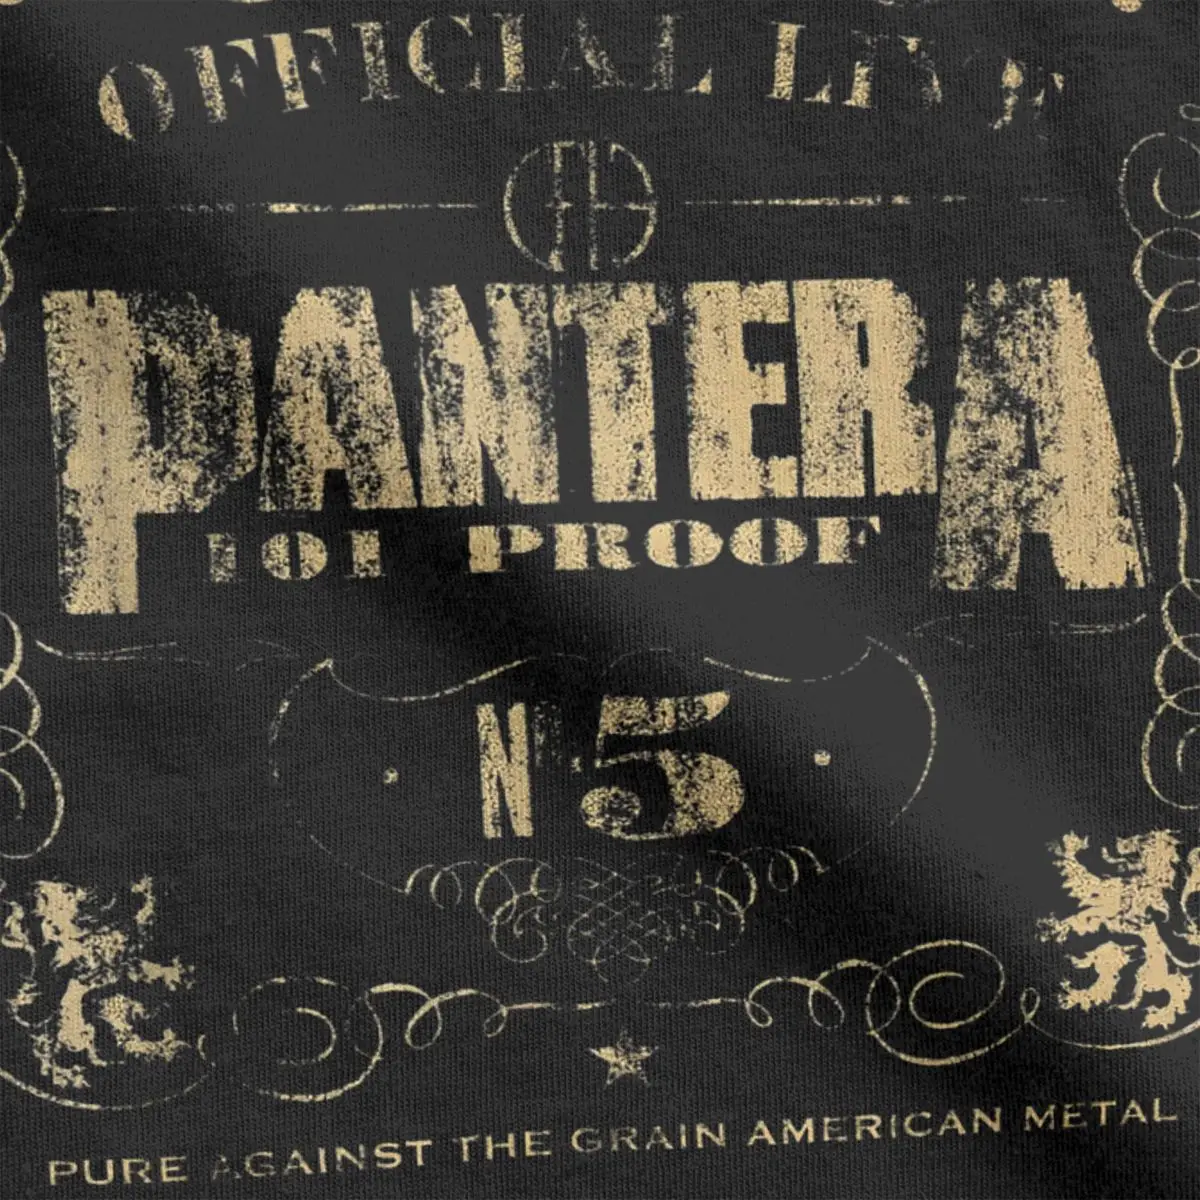 OFFICIAL LIVE
PANTERA
101 PROOF
No 5
PURE AGAINST THE GRAIN AMERICAN METAL